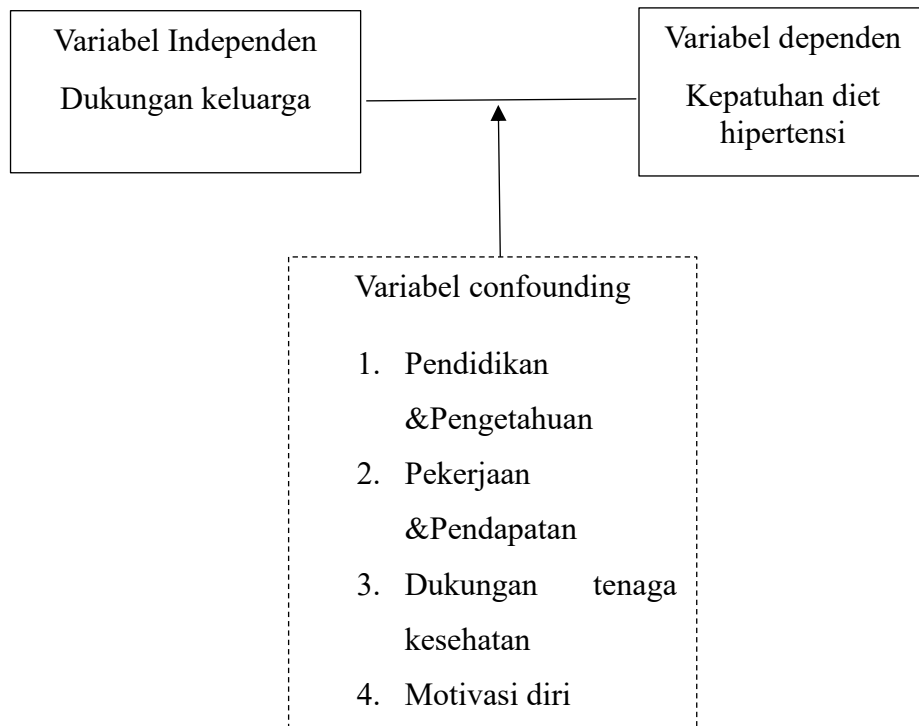 Variabel Independen
Dukungan keluarga
Variabel dependen
Kepatuhan diet
hipertensi
Variabel confounding
1. Pendidikan
&Pengetahuan
2. Pekerjaan
&Pendapatan
3. Dukungan tenaga
kesehatan
4. Motivasi diri